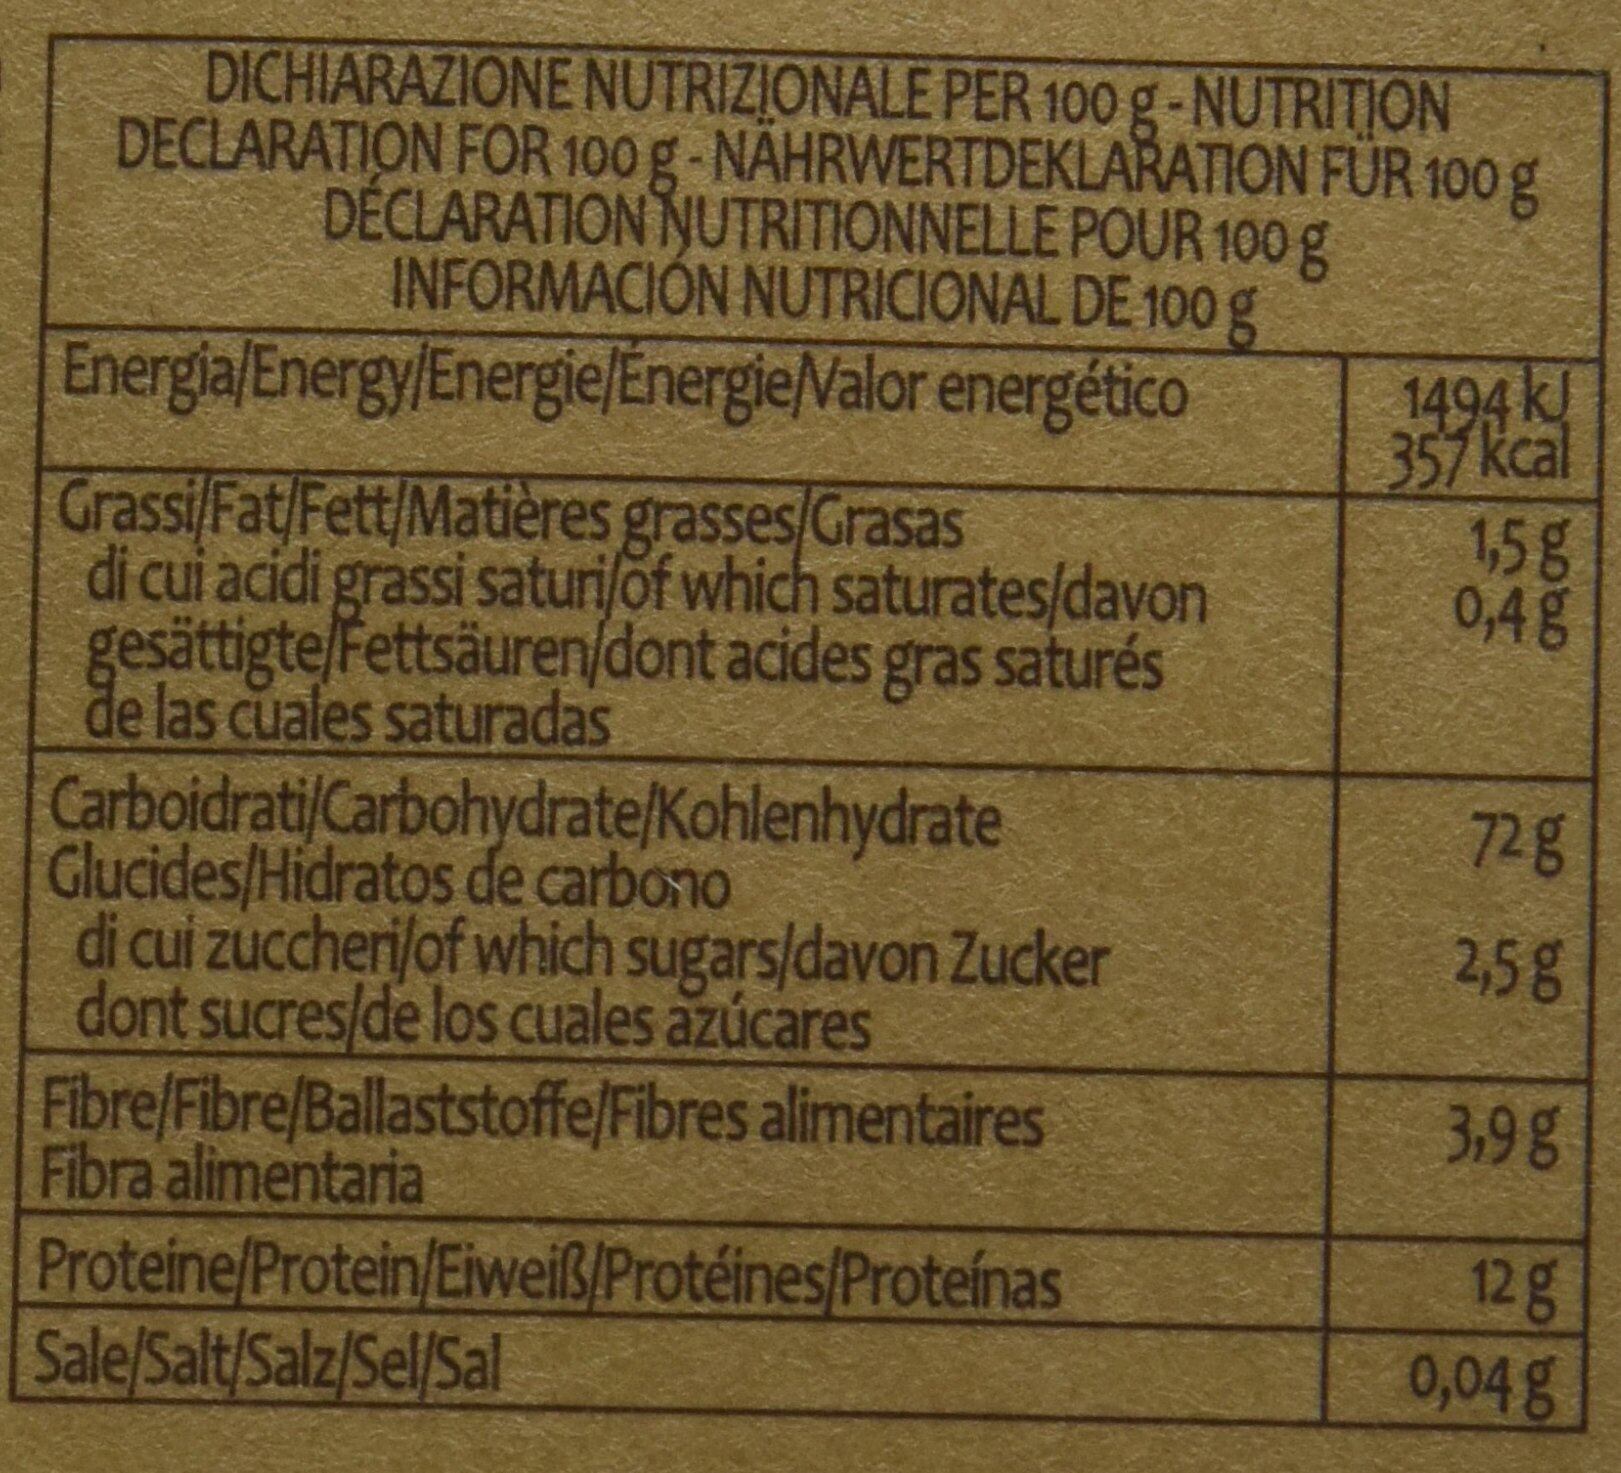 DICHIARAZIONE NUTRIZIONALE PER 100 g - NUTRITION
DECLARATION FOR 100 g - NÄHRWERTDEKLARATION FÜR 100 g
DÉCLARATION NUTRITIONNELLE POUR 100 g
INFORMACIÓN NUTRICIONAL DE 100 g
Energia/Energy/Energie/Énergie/Valor energético 1494 kJ
357 kcal
Grassi/Fat/Fett/Matières grasses/Grasas 1,5 g
di cui acidi grassi saturi/of which saturates/davon 0,4 g
gesättigte/Fettsäuren/dont acides gras saturés
de las cuales saturadas
Carboidrati/Carbohydrate/Kohlenhydrate 72 g
Glucides/Hidratos de carbono
di cui zuccheri/of which sugars/davon Zucker 2,5 g
dont sucres/de los cuales azúcares
Fibre/Fibre/Ballaststoffe/Fibres alimentaires 3,9 g
Fibra alimentaria
Proteine/Protein/Eiweiß/Protéines/Proteínas 12 g
Sale/Salt/Salz/Sel/Sal 0,04 g